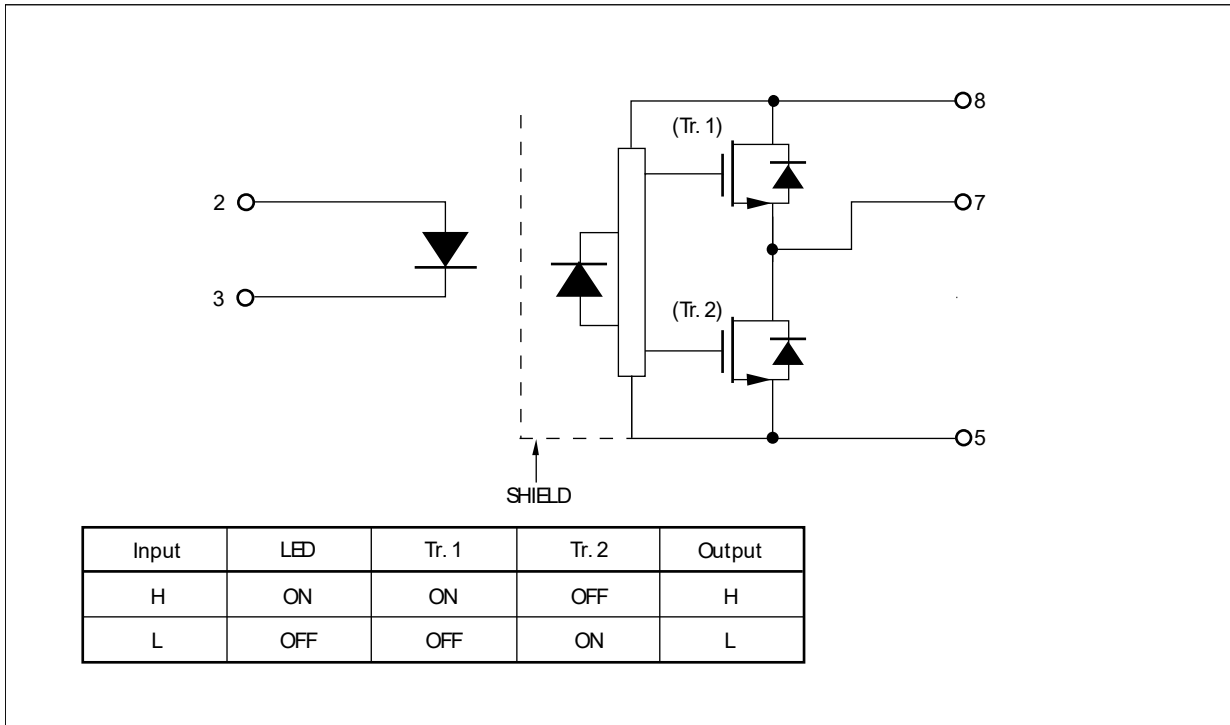 8
(Tr. 1)
2
7
3
(Tr. 2)
5
SHIELD
Input LED Tr. 1 Tr. 2 Output
H ON ON OFF H
L OFF OFF ON L